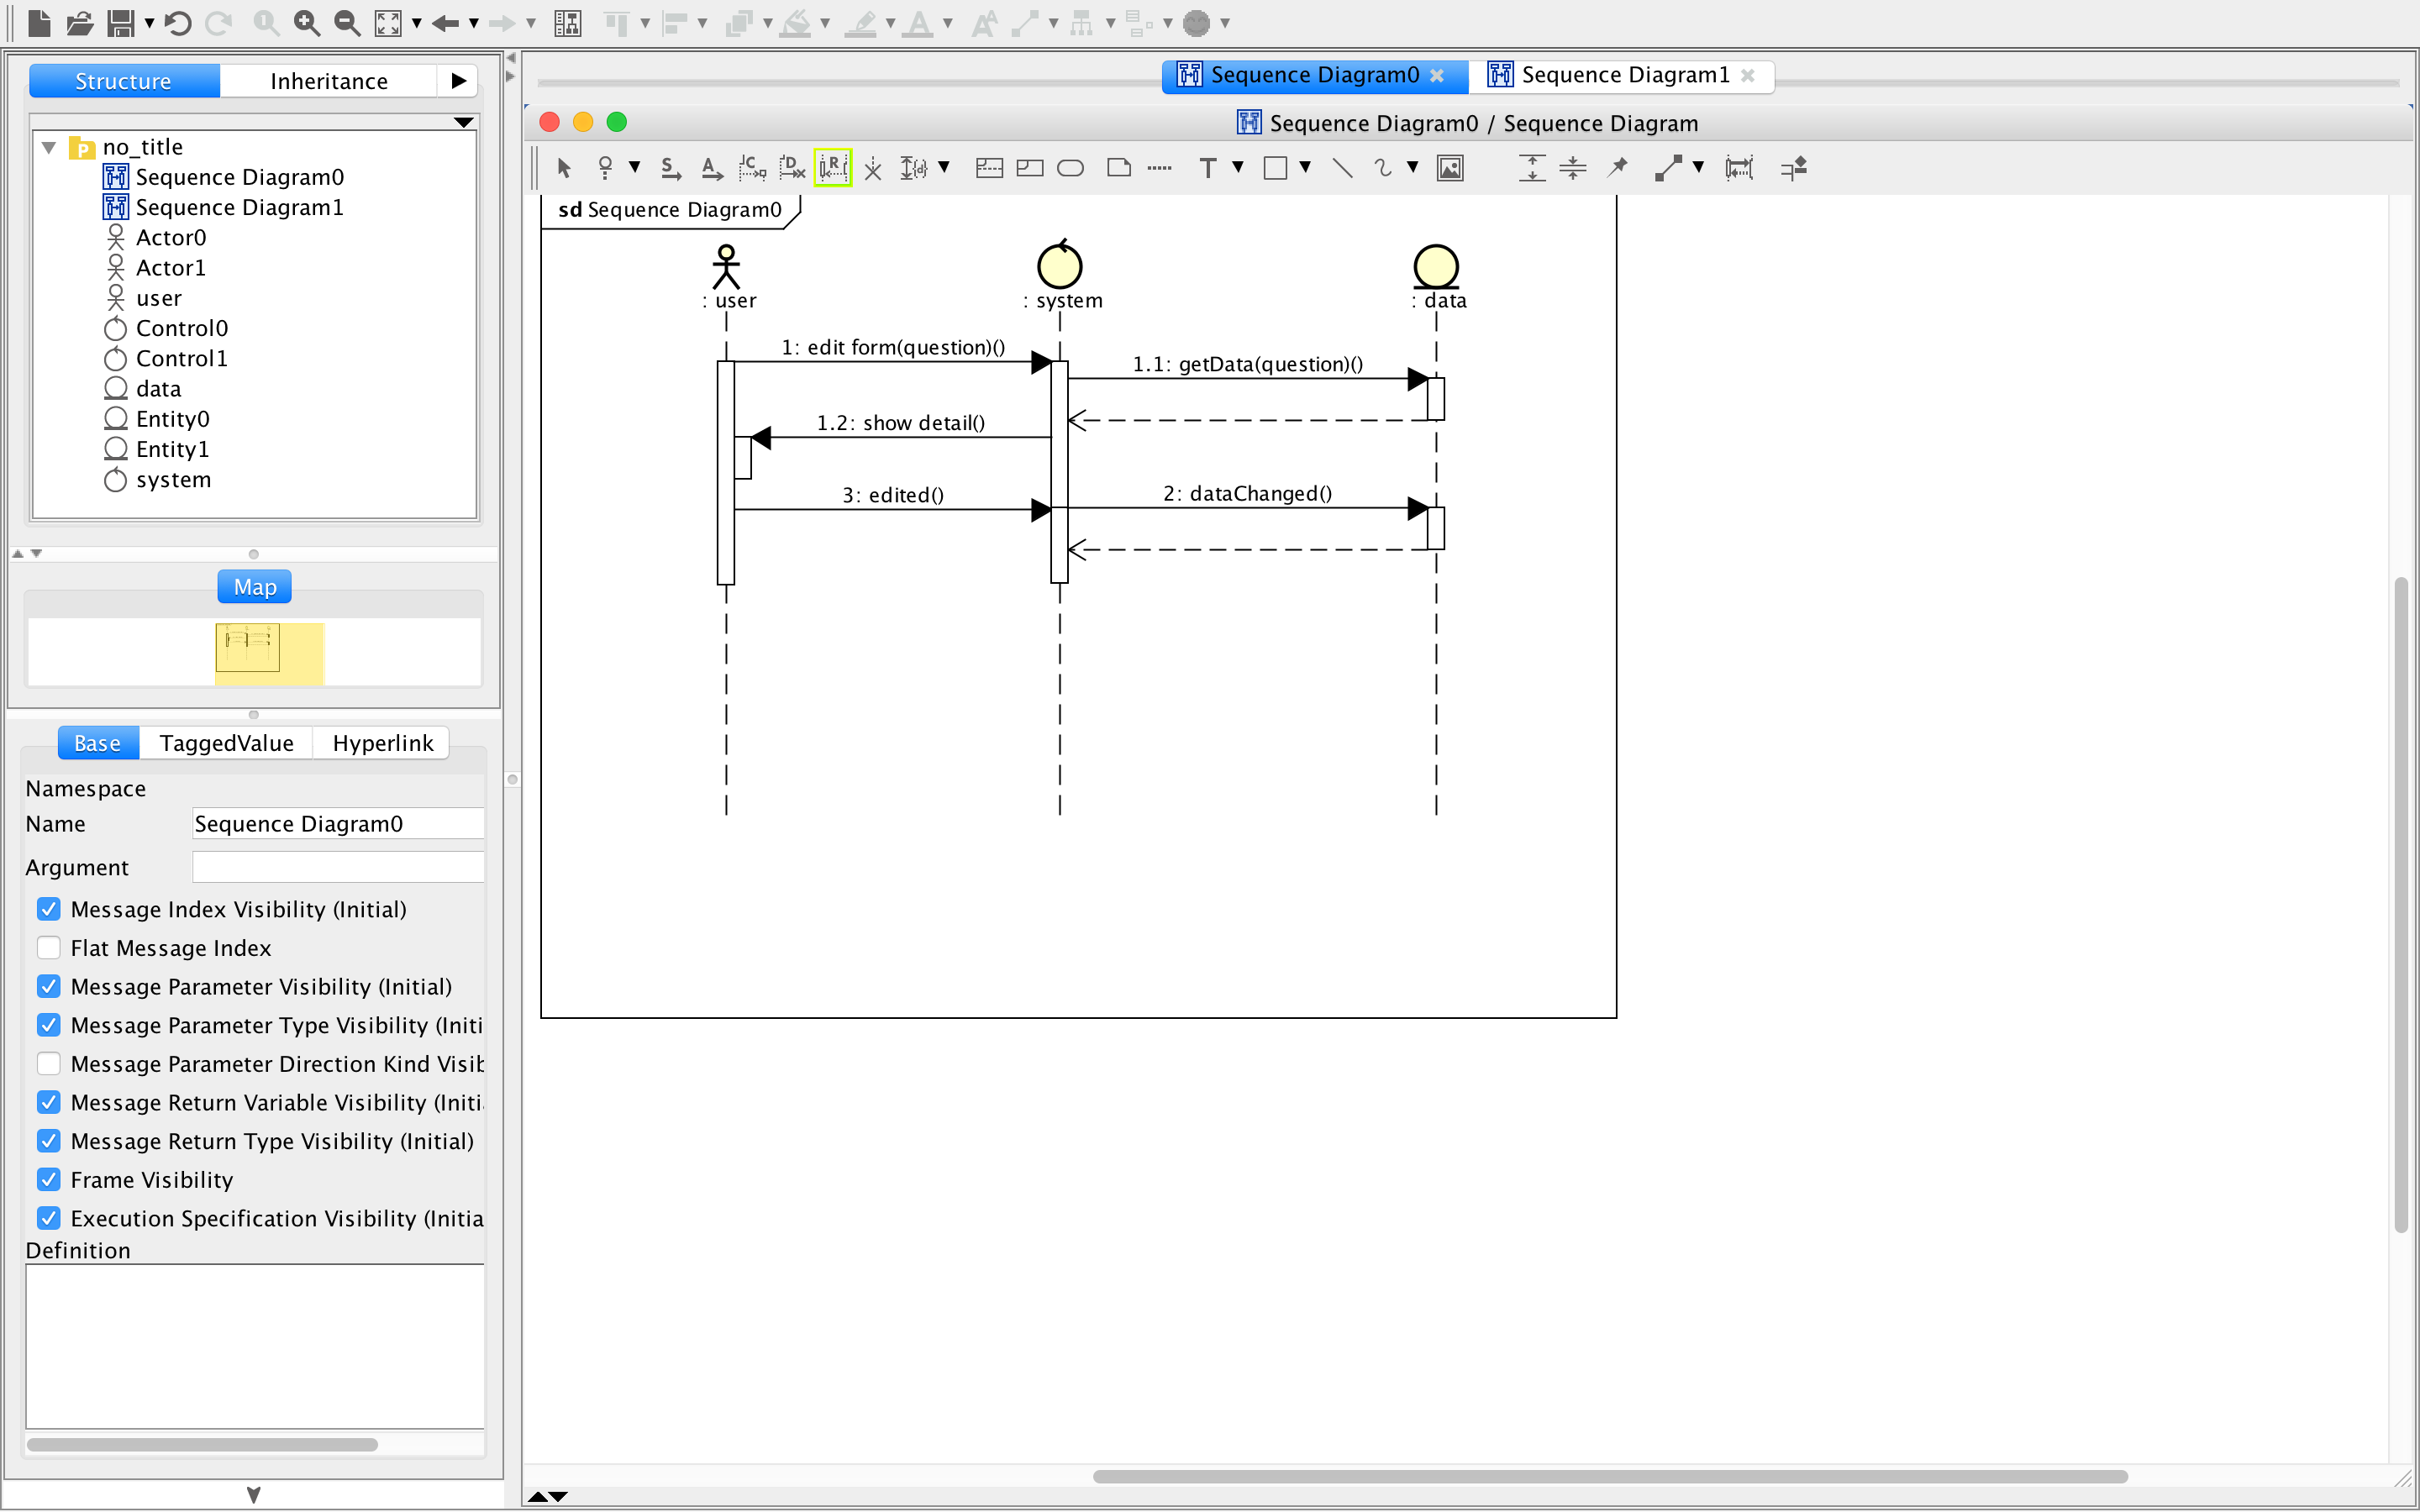 Structure
Inheritance
Sequence Diagram0
Sequence Diagram1
no_title
Sequence Diagram0
Sequence Diagram1
Actor0
Actor1
user
Control0
Control1
data
Entity0
Entity1
system
Map
Base
TaggedValue
Hyperlink
Namespace
Name
Sequence Diagram0
Argument
Message Index Visibility (Initial)
Flat Message Index
Message Parameter Visibility (Initial)
Message Parameter Type Visibility (Initi
Message Parameter Direction Kind Visib
Message Return Variable Visibility (Initi
Message Return Type Visibility (Initial)
Frame Visibility
Execution Specification Visibility (Initia
Definition
Sequence Diagram0 / Sequence Diagram
S
A
C
D
R
T
sd Sequence Diagram0
: user
: system
: data
1: edit form(question)()
1.1: getData(question)()
1.2: show detail()
3: edited()
2: dataChanged()